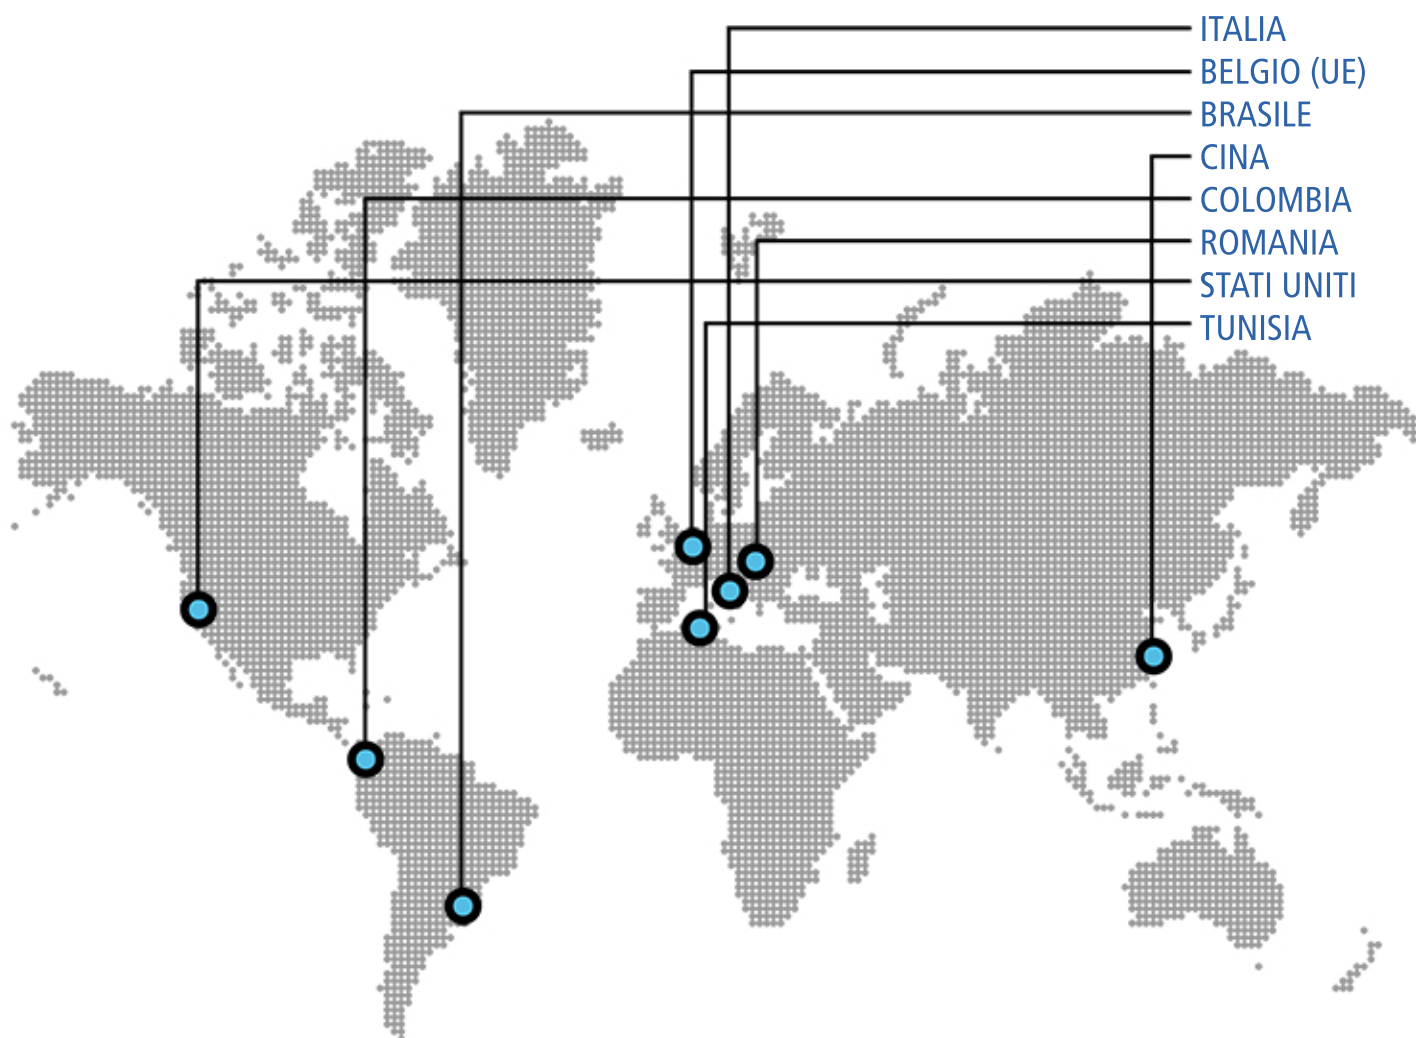 ITALIA
BELGIO (UE)
BRASILE
CINA
COLOMBIA
ROMANIA
STATI UNITI
TUNISIA